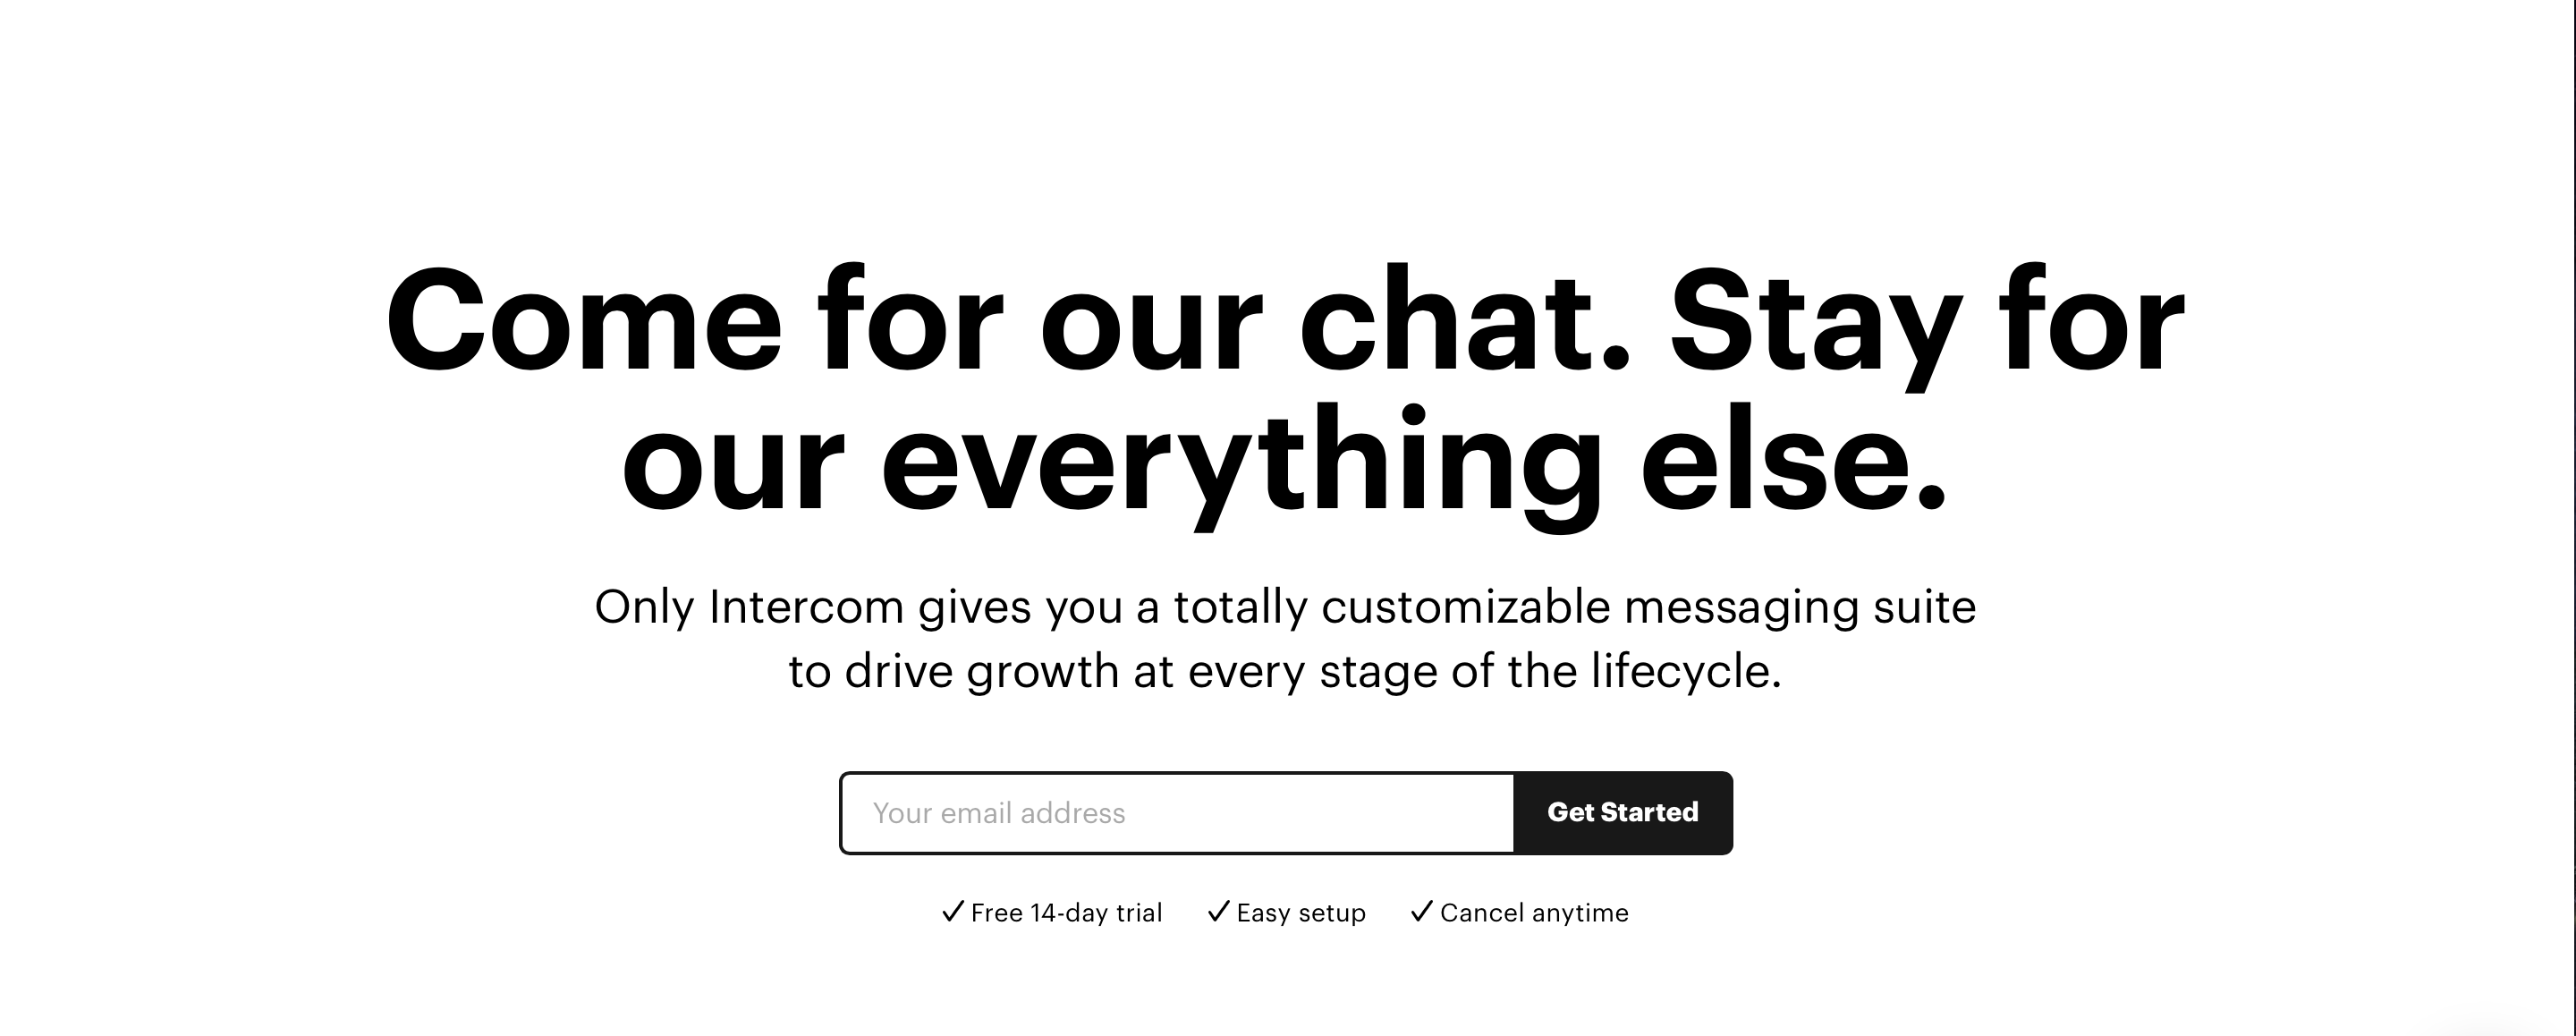 Come for our chat. Stay for
our everything else.
Only Intercom gives you a totally customizable messaging suite
to drive growth at every stage of the lifecycle.
Your email address Get Started
✓ Free 14-day trial ✓ Easy setup ✓ Cancel anytime